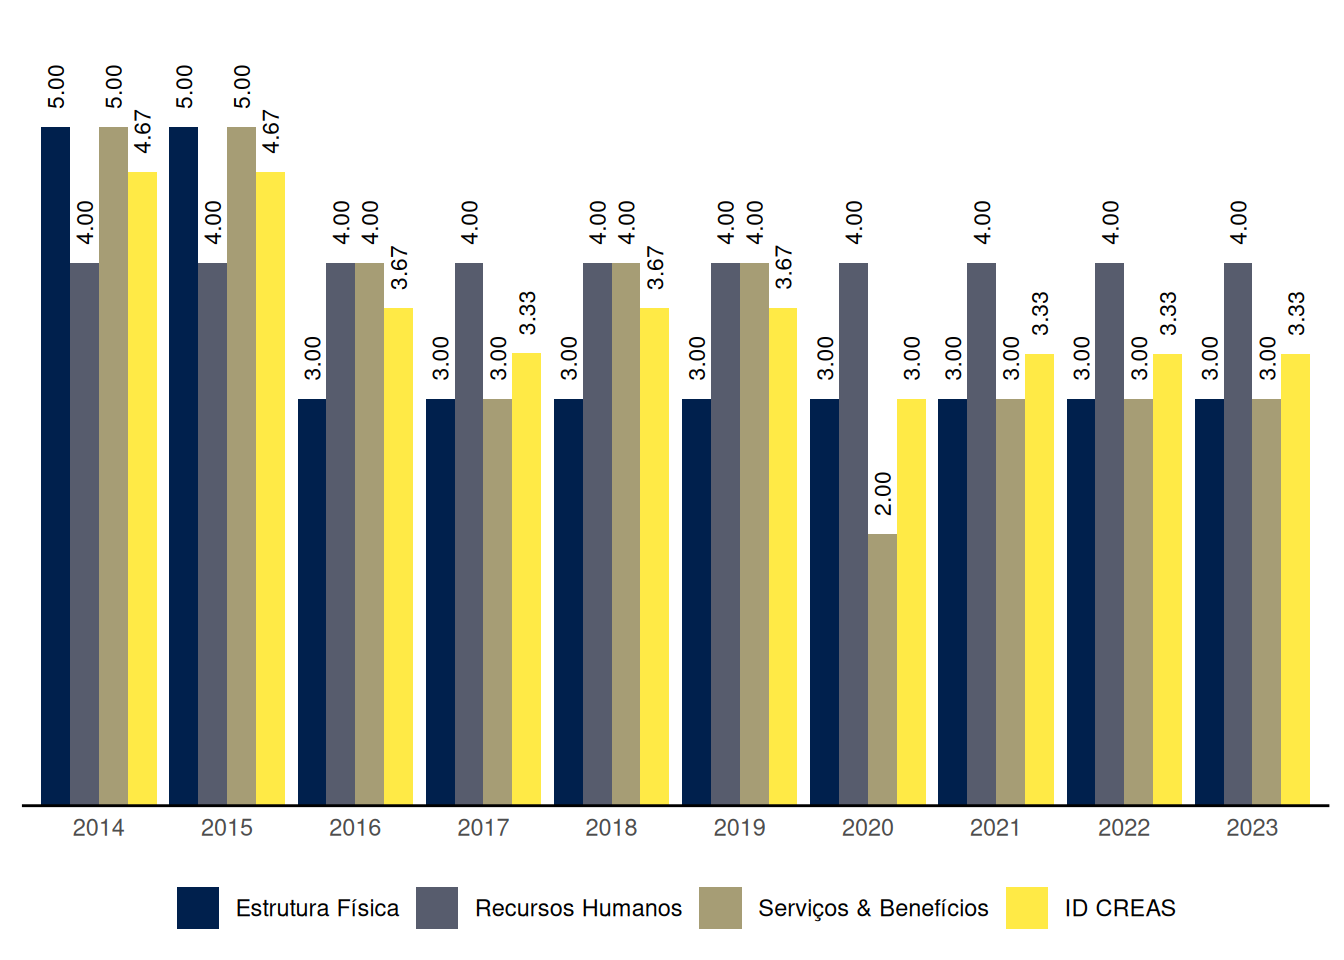 5.00 4.00 5.00 4.67 5.00 4.00 5.00 4.67 3.00 4.00 4.00 3.67 3.00 4.00 3.00 3.33 3.00 4.00 4.00 3.67 3.00 4.00 4.00 3.67 3.00 4.00 2.00 3.00 3.00 4.00 3.00 3.33 3.00 4.00 3.00 3.33 3.00 4.00 3.00 3.33
2014 2015 2016 2017 2018 2019 2020 2021 2022 2023
Estrutura Física Recursos Humanos Serviços & Benefícios ID CREAS